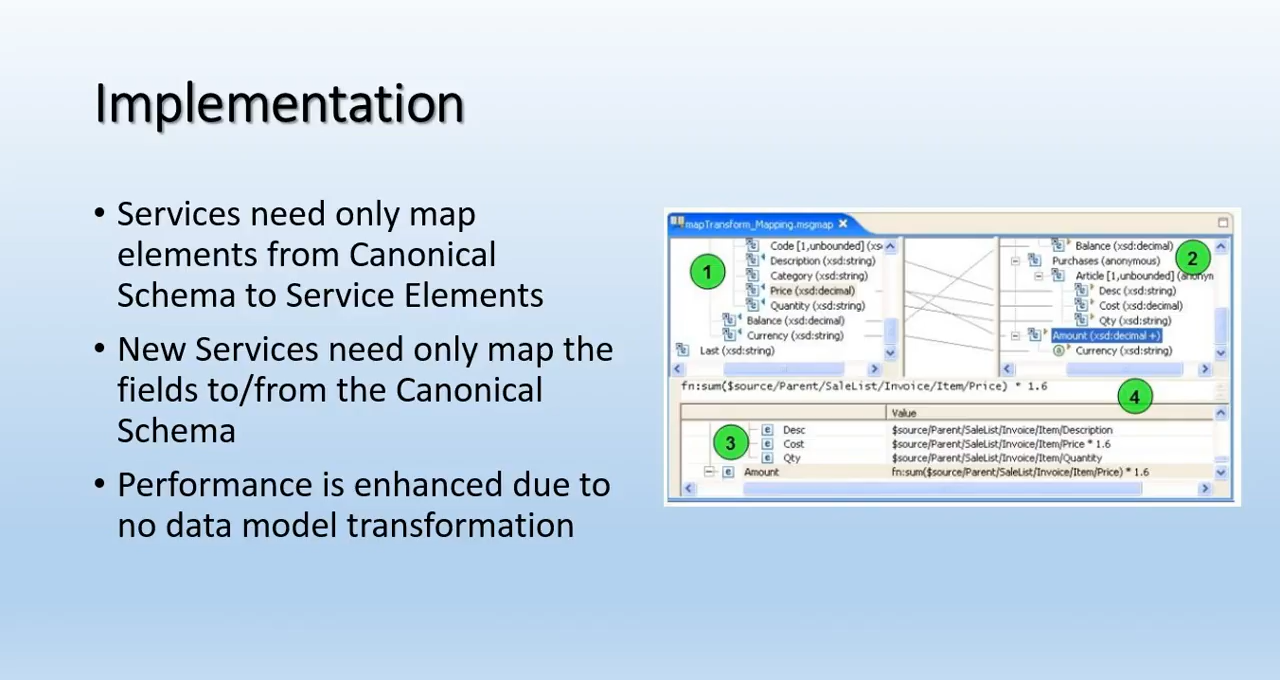 Implementation
• Services need only map
elements from Canonical
Schema to Service Elements
• New Services need only map the
fields to/from the Canonical
Schema
• Performance is enhanced due to
no data model transformation
mapTransform_Mapping.msgmap
1
Code [1,unbounded]
Description (xsd:string)
Category (xsd:string)
Price (xsd:decimal)
Quantity (xsd:string)
Balance (xsd:decimal)
Currency (xsd:string)
Last (xsd:string)
2
Balance (xsd:decimal)
Purchases (anonymous)
Article [1,unbounded]
Desc (xsd:string)
Cost (xsd:decimal)
Qty (xsd:string)
Amount (xsd:decimal +)
Currency (xsd:string)
fn:sum($source/Parent/SaleList/Invoice/Item/Price) * 1.6
4
Value
3
Desc $source/Parent/SaleList/Invoice/Item/Description
Cost $source/Parent/SaleList/Invoice/Item/Price * 1.6
Qty $source/Parent/SaleList/Invoice/Item/Quantity
Amount fn:sum($source/Parent/SaleList/Invoice/Item/Price) * 1.6